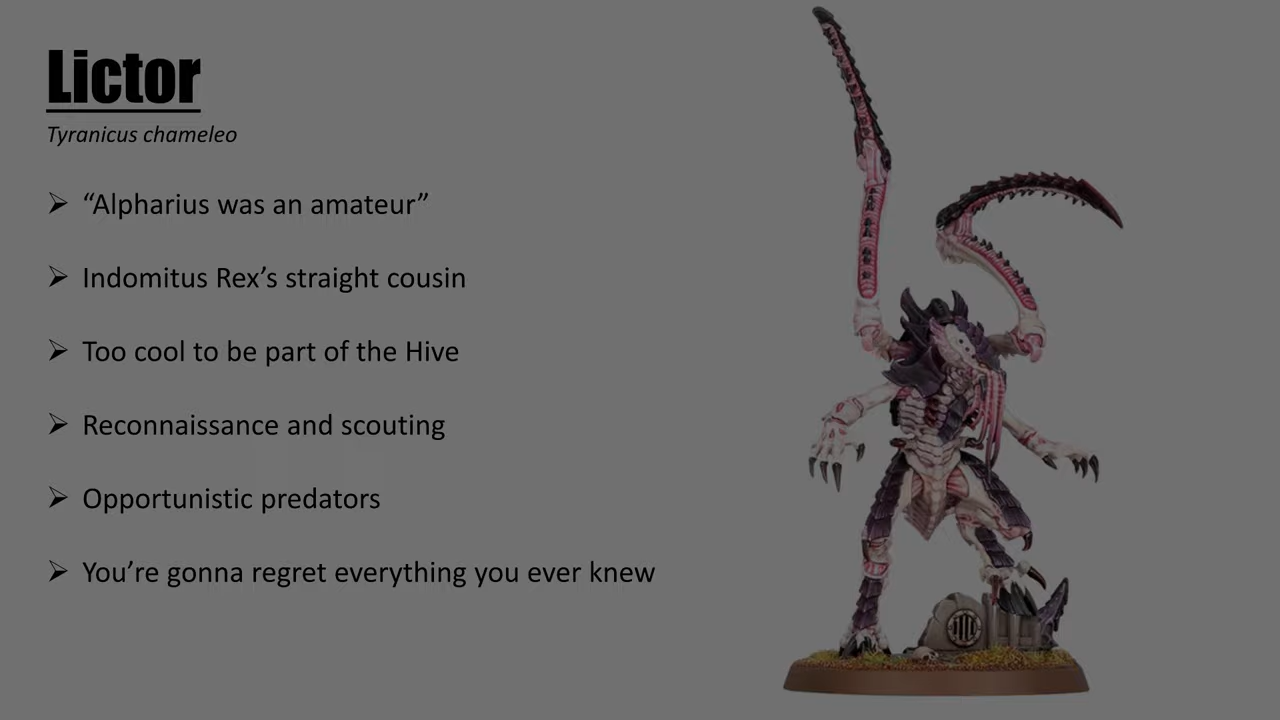 Lictor
Tyranicus chameleo
“Alpharius was an amateur”
Indomitus Rex’s straight cousin
Too cool to be part of the Hive
Reconnaissance and scouting
Opportunistic predators
You’re gonna regret everything you ever knew